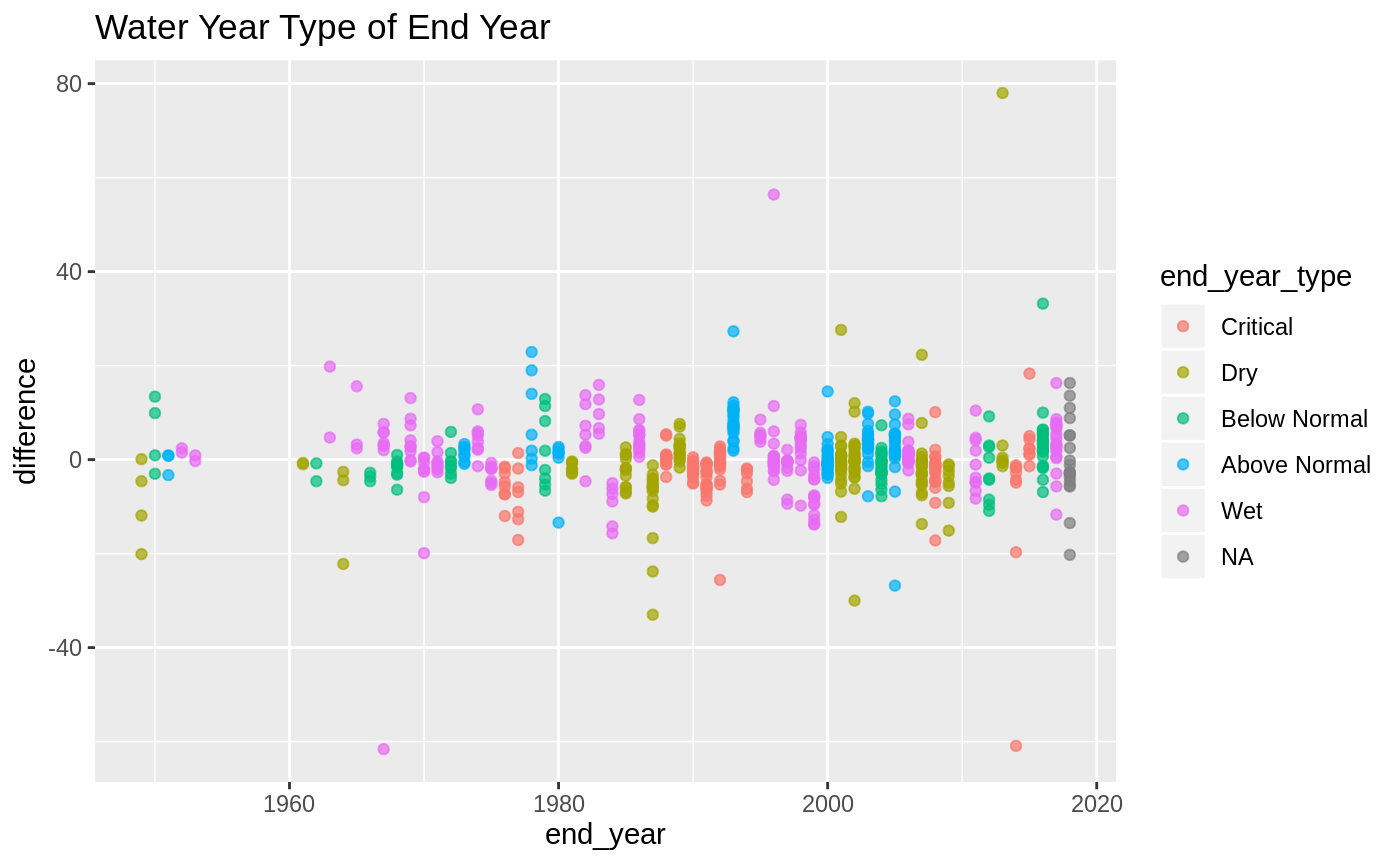 Water Year Type of End Year
80
40
0
-40
difference
1960
1980
2000
2020
end_year
end_year_type
Critical
Dry
Below Normal
Above Normal
Wet
NA